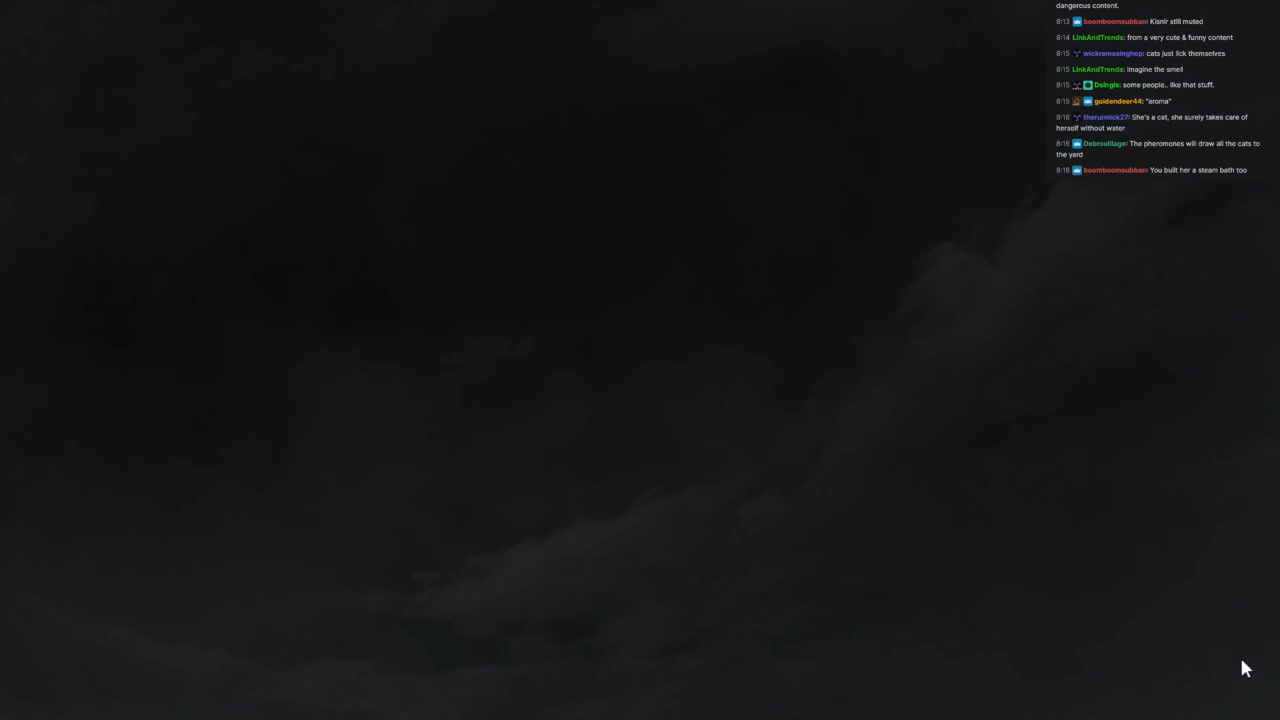 dangerous content.
8:13 boomboomsubban: Kisnir still muted
8:14 LinkAndTrends: from a very cute & funny content
8:15 wickramasinghep: cats just lick themselves
8:15 LinkAndTrends: imagine the smell
8:15 Dsingis: some people.. like that stuff.
8:15 goldendeer44: "aroma"
8:16 therunnick27: She's a cat, she surely takes care of
herself without water
8:16 Debrouillage: The pheromones will draw all the cats to
the yard
8:16 boomboomsubban: You built her a steam bath too